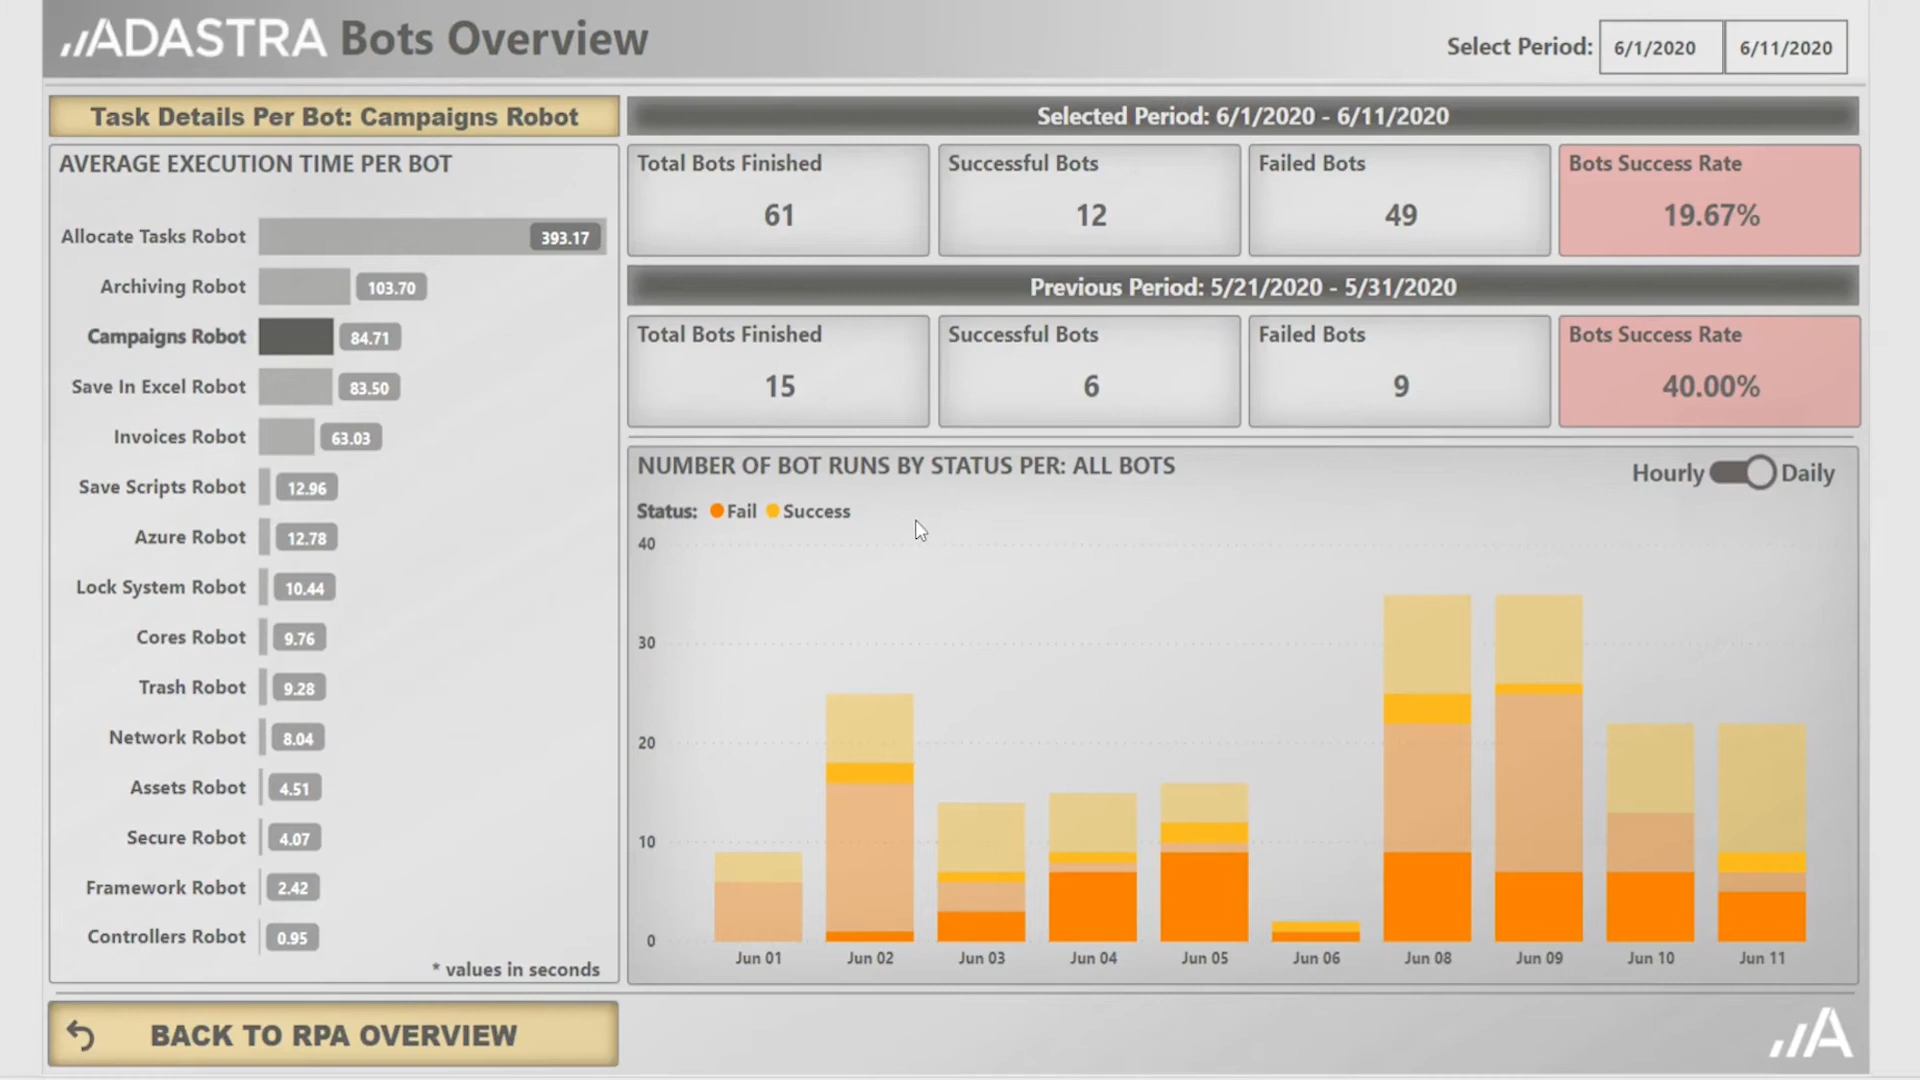 ADASTRA Bots Overview
Select Period: 6/1/2020 6/11/2020
Task Details Per Bot: Campaigns Robot
AVERAGE EXECUTION TIME PER BOT
Allocate Tasks Robot 393.17
Archiving Robot 103.70
Campaigns Robot 84.71
Save In Excel Robot 83.50
Invoices Robot 63.03
Save Scripts Robot 12.96
Azure Robot 12.78
Lock System Robot 10.44
Cores Robot 9.76
Trash Robot 9.28
Network Robot 8.04
Assets Robot 4.51
Secure Robot 4.07
Framework Robot 2.42
Controllers Robot 0.95
* values in seconds
BACK TO RPA OVERVIEW
Selected Period: 6/1/2020 - 6/11/2020
Total Bots Finished Successful Bots Failed Bots Bots Success Rate
61 12 49 19.67%
Previous Period: 5/21/2020 - 5/31/2020
Total Bots Finished Successful Bots Failed Bots Bots Success Rate
15 6 9 40.00%
NUMBER OF BOT RUNS BY STATUS PER: ALL BOTS
Hourly Daily
Status: Fail Success
40
30
20
10
0
Jun 01 Jun 02 Jun 03 Jun 04 Jun 05 Jun 06 Jun 08 Jun 09 Jun 10 Jun 11
A